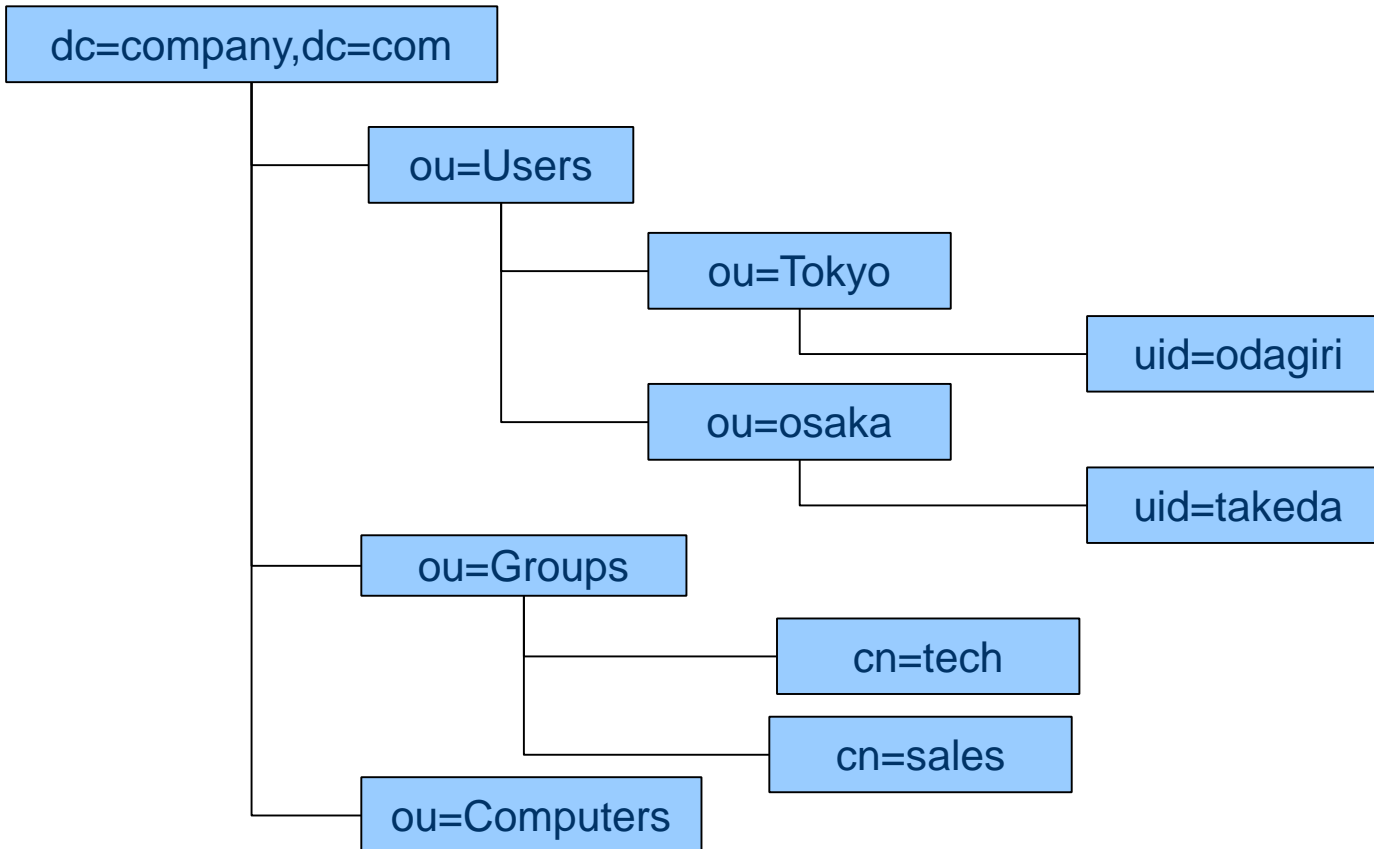 dc=company,dc=com
ou=Users
ou=Tokyo
uid=odagiri
ou=osaka
uid=takeda
ou=Groups
cn=tech
cn=sales
ou=Computers